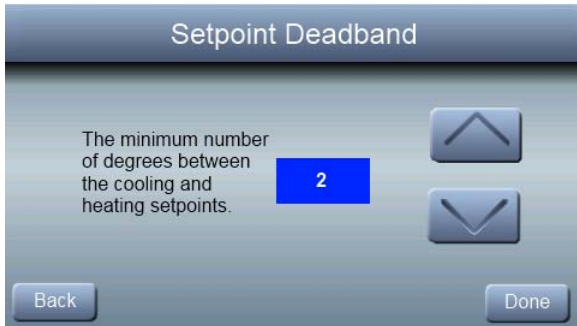 Setpoint Deadband
The minimum number
of degrees between
the cooling and
heating setpoints.
2
Back
Done